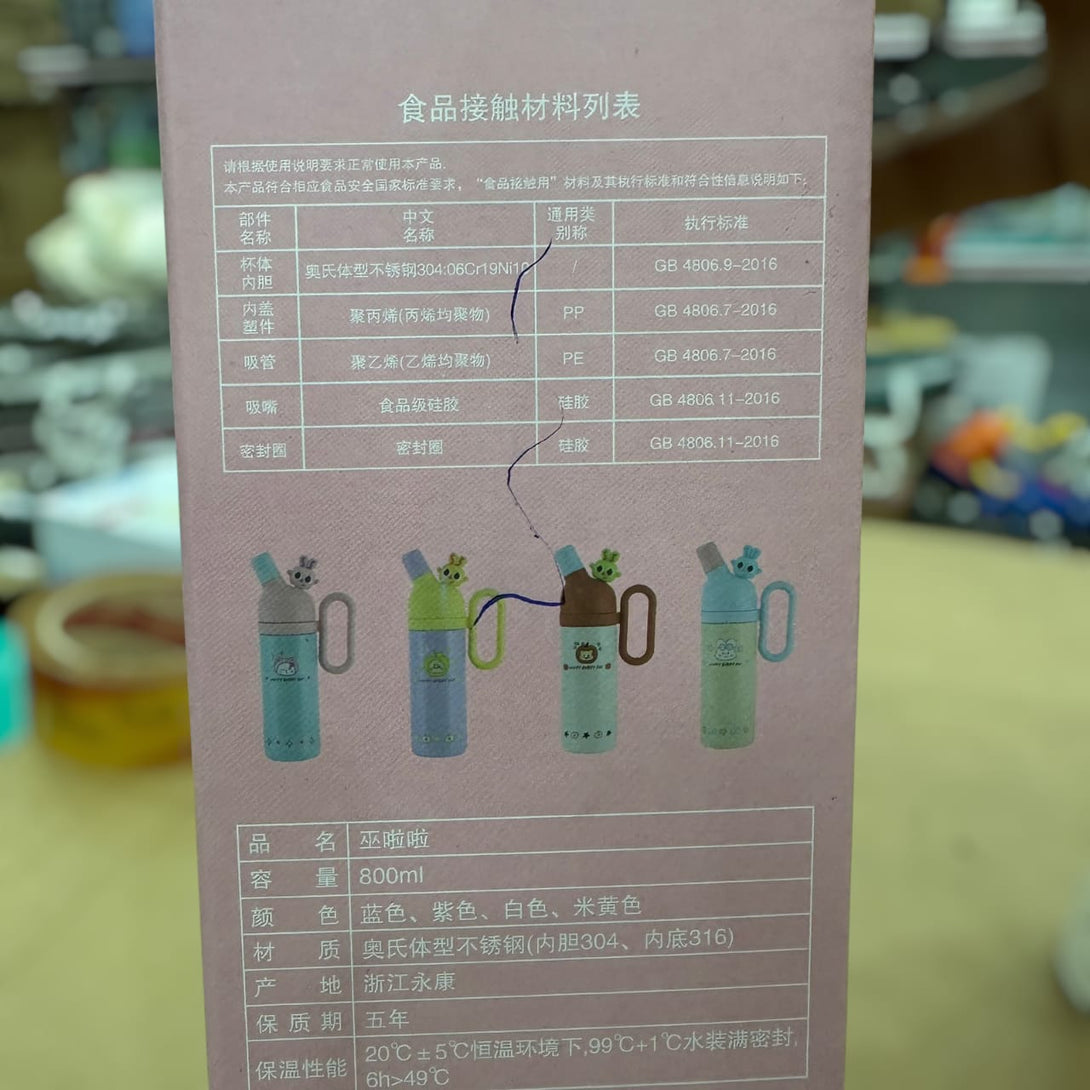 食品接触材料列表
请根据使用说明要求正常使用本产品.
本产品符合相应食品安全国家标准要求，“食品接触用”材料及其执行标准和符合性信息说明如下:
部件名称 中文名称 通用类别称 执行标准
杯体内胆 奥氏体型不锈钢304:06Cr19Ni10 / GB 4806.9-2016
内盖塑件 聚丙烯(丙烯均聚物) PP GB 4806.7-2016
吸管 聚乙烯(乙烯均聚物) PE GB 4806.7-2016
吸嘴 食品级硅胶 硅胶 GB 4806.11-2016
密封圈 密封圈 硅胶 GB 4806.11-2016
品名 巫啦啦
容量 800ml
颜色 蓝色、紫色、白色、米黄色
材质 奥氏体型不锈钢(内胆304、内底316)
产地 浙江永康
保质期 五年
保温性能 20℃±5℃恒温环境下,99℃+1℃水装满密封,
6h>49℃